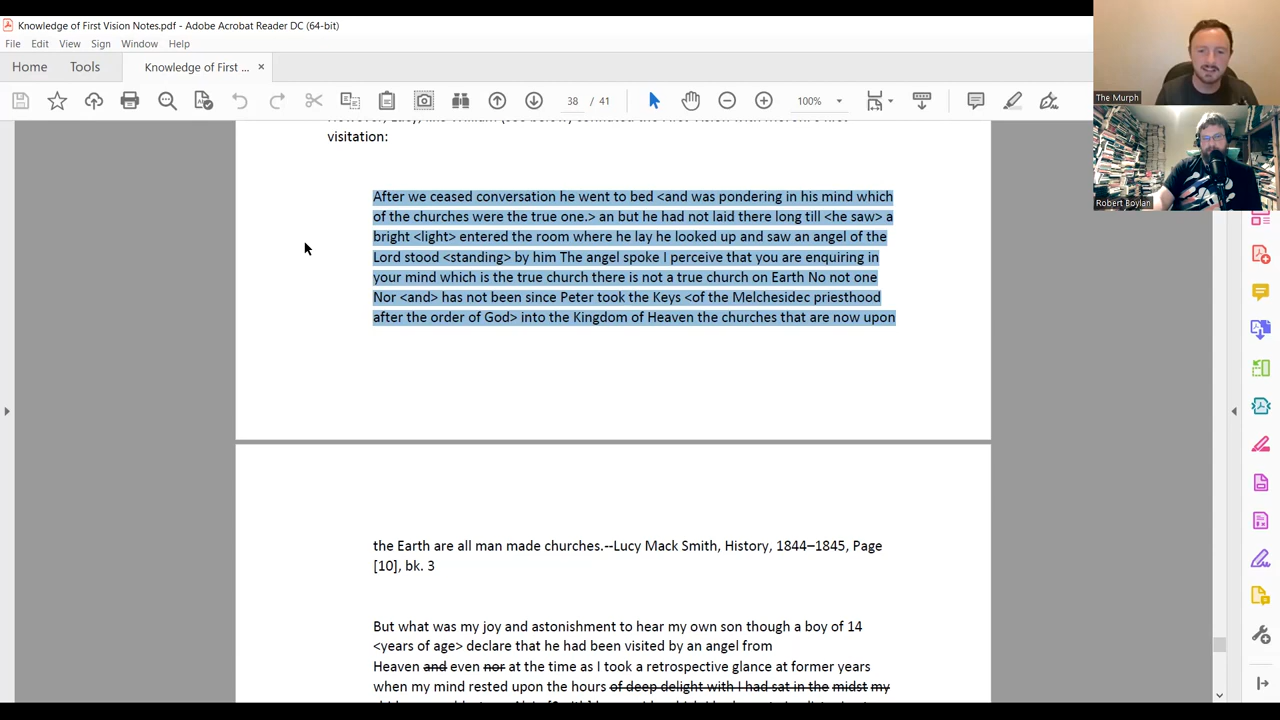 Knowledge of First Vision Notes.pdf - Adobe Acrobat Reader DC (64-bit)
File Edit View Sign Window Help
Home Tools Knowledge of First ... ×
38 / 41 100%
The Murph
Robert Boylan
visitation:
After we ceased conversation he went to bed <and was pondering in his mind which
of the churches were the true one.> an but he had not laid there long till <he saw> a
bright <light> entered the room where he lay he looked up and saw an angel of the
Lord stood <standing> by him The angel spoke I perceive that you are enquiring in
your mind which is the true church there is not a true church on Earth No not one
Nor <and> has not been since Peter took the Keys <of the Melchesidec priesthood
after the order of God> into the Kingdom of Heaven the churches that are now upon
the Earth are all man made churches.--Lucy Mack Smith, History, 1844–1845, Page
[10], bk. 3
But what was my joy and astonishment to hear my own son though a boy of 14
<years of age> declare that he had been visited by an angel from
Heaven and even nor at the time as I took a retrospective glance at former years
when my mind rested upon the hours of deep delight with I had sat in the midst my